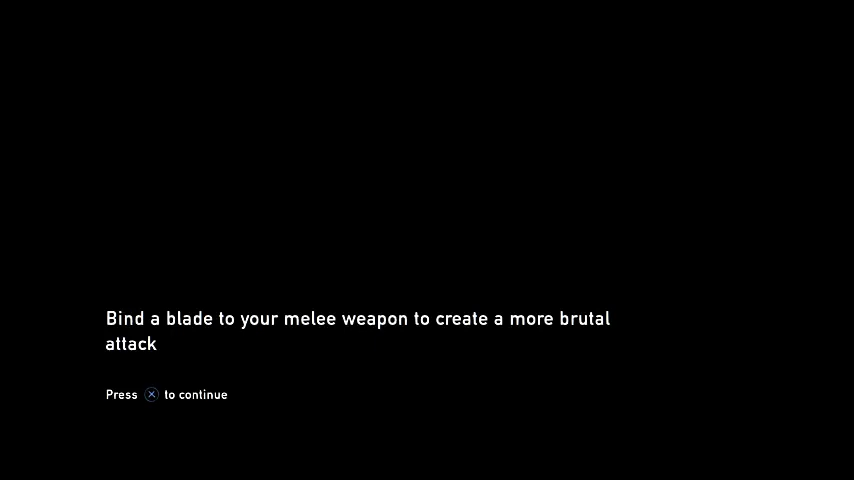 Bind a blade to your melee weapon to create a more brutal
attack
Press ⓧ to continue